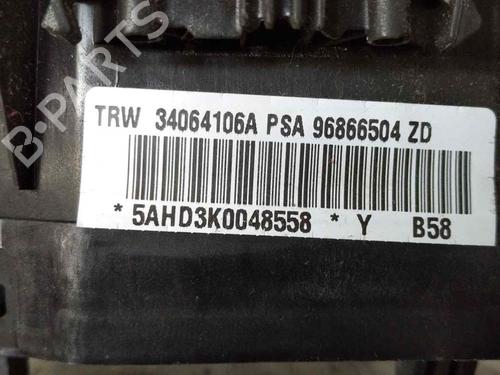 B-PARTS
TRW 34064106A PSA 96866504 ZD
* 5AHD3K0048558 * Y B58